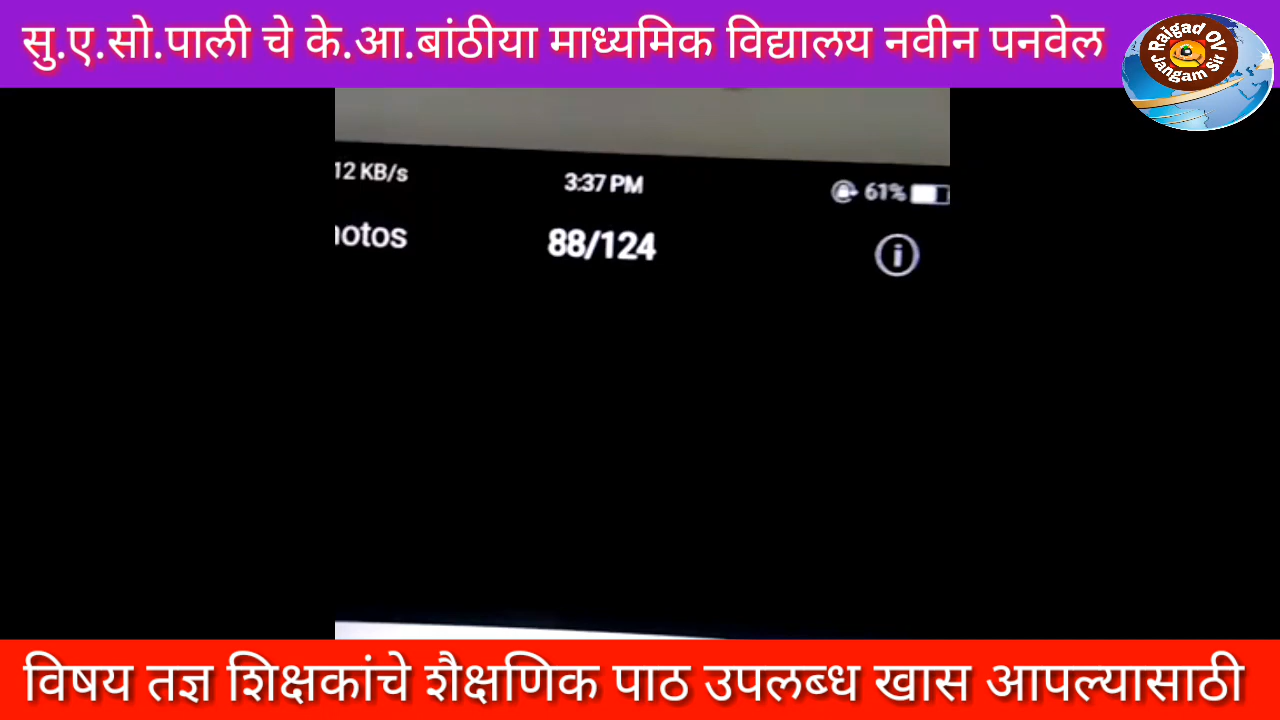 सु.ए.सो.पाली चे के.आ.बांठीया माध्यमिक विद्यालय नवीन पनवेल
Raigad OV
Jangam Sir
12 KB/s 3:37 PM 61%
hotos 88/124
विषय तज्ञ शिक्षकांचे शैक्षणिक पाठ उपलब्ध खास आपल्यासाठी